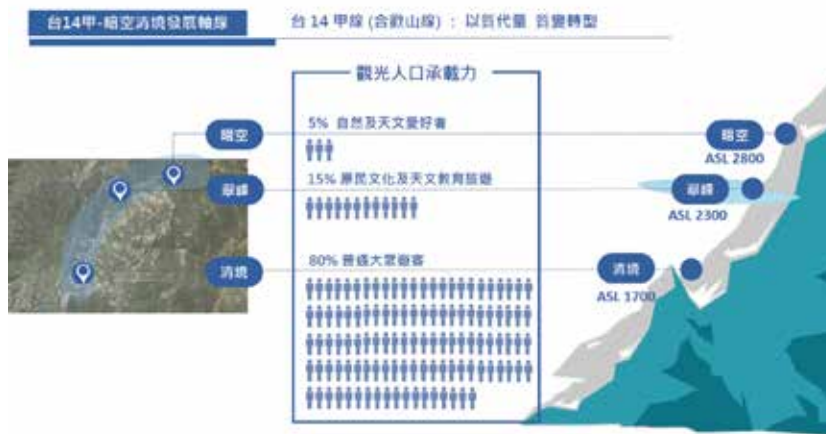 台14甲-暗空清境發展軸線
台 14 甲線 (合歡山線) : 以質代量 質變轉型
觀光人口承載力
暗空
5% 自然及天文愛好者
暗空
ASL 2800
翠峰
15% 原民文化及天文教育旅遊
翠峰
ASL 2300
清境
80% 普遍大眾遊客
清境
ASL 1700